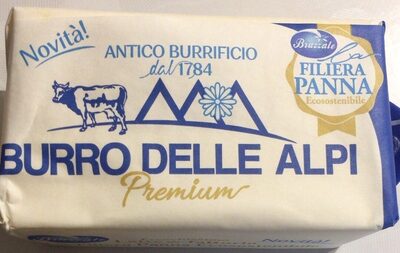 Novità!
ANTICO BURRIFICIO
dal 1784
Brazzale
La
FILIERA
PANNA
Ecosostenibile
BURRO DELLE ALPI
Premium